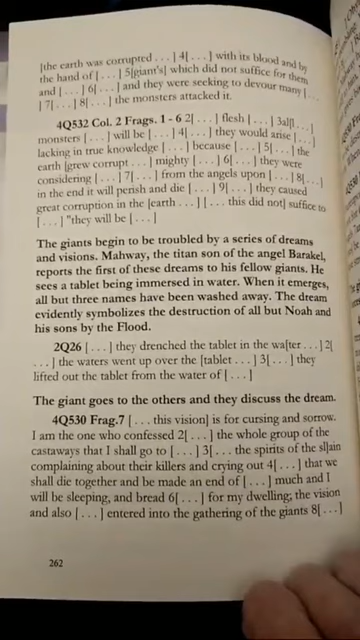 [the earth was corrupted . . . ] 4[ . . . ] with its blood and by
the hand of [ . . . ] 5[giant's] which did not suffice for them
and [ . . . ] 6[ . . . ] and they were seeking to devour many [ . . .
] 7[ . . . ] 8[ . . . ] the monsters attacked it.
4Q532 Col. 2 Frags. 1 - 6 2[ . . . ] flesh [ . . . ] 3al[l . . . ]
monsters [ . . . ] will be [ . . . ] 4[ . . . ] they would arise [ . . . ]
lacking in true knowledge [ . . . ] because [ . . . ] 5[ . . . ] the
earth [grew corrupt . . . ] mighty [ . . . ] 6[ . . . ] they were
considering [ . . . ] 7[ . . . ] from the angels upon [ . . . ] 8[ . . . ]
in the end it will perish and die [ . . . ] 9[ . . . ] they caused
great corruption in the [earth . . . ] [ . . . this did not] suffice to
[ . . . ] "they will be [ . . . ]
The giants begin to be troubled by a series of dreams
and visions. Mahway, the titan son of the angel Barakel,
reports the first of these dreams to his fellow giants. He
sees a tablet being immersed in water. When it emerges,
all but three names have been washed away. The dream
evidently symbolizes the destruction of all but Noah and
his sons by the Flood.
2Q26 [ . . . ] they drenched the tablet in the wa[ter . . . ] 2[
. . . ] the waters went up over the [tablet . . . ] 3[ . . . ] they
lifted out the tablet from the water of [ . . . ]
The giant goes to the others and they discuss the dream.
4Q530 Frag.7 [ . . . this vision] is for cursing and sorrow.
I am the one who confessed 2[ . . . ] the whole group of the
castaways that I shall go to [ . . . ] 3[ . . . the spirits of the sl]ain
complaining about their killers and crying out 4[ . . . ] that we
shall die together and be made an end of [ . . . ] much and I
will be sleeping, and bread 6[ . . . ] for my dwelling; the vision
and also [ . . . ] entered into the gathering of the giants 8[ . . . ]
262